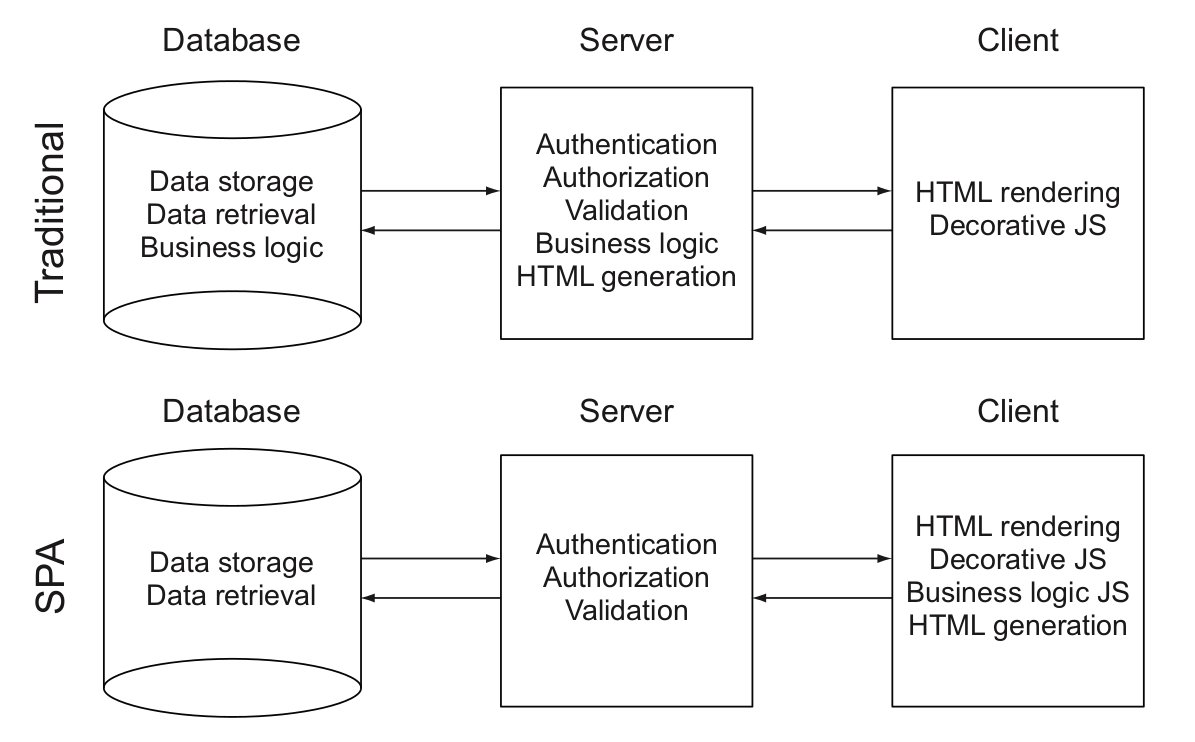 Database
Server
Client
Traditional
Data storage
Data retrieval
Business logic
Authentication
Authorization
Validation
Business logic
HTML generation
HTML rendering
Decorative JS
Database
Server
Client
SPA
Data storage
Data retrieval
Authentication
Authorization
Validation
HTML rendering
Decorative JS
Business logic JS
HTML generation